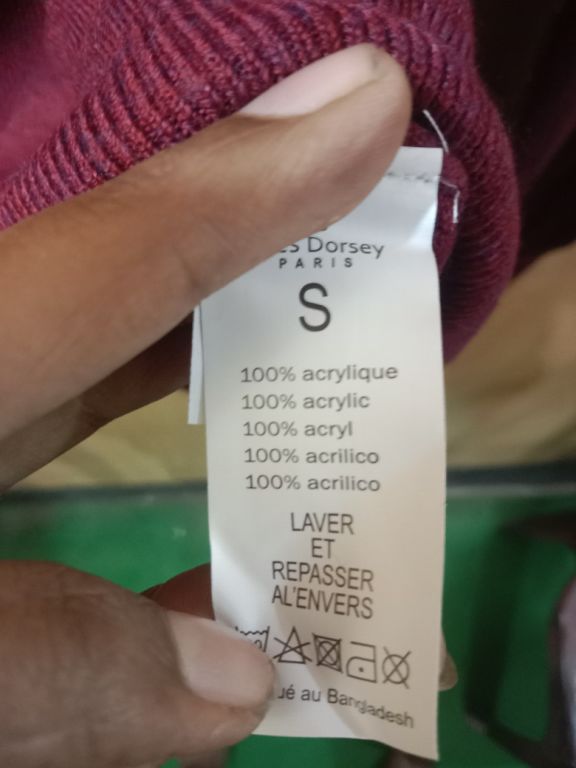 Dorsey
PARIS
S
100% acrylique
100% acrylic
100% acryl
100% acrilico
100% acrilico
LAVER
ET
REPASSER
AL'ENVERS
au Bangladesh